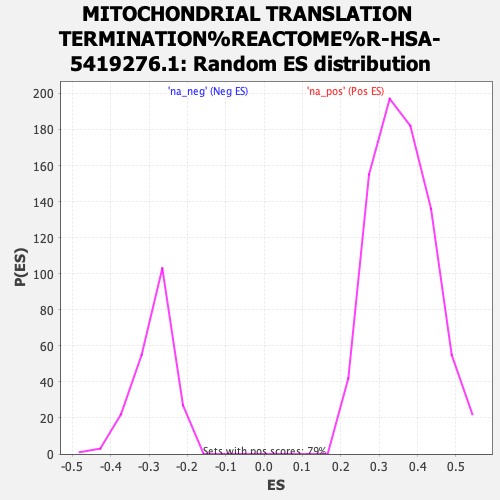 MITOCHONDRIAL TRANSLATION
TERMINATION%REACTOME%R-HSA-
5419276.1: Random ES distribution
'na_neg' (Neg ES) 'na_pos' (Pos ES)
200
180
160
140
120
100
80
60
40
20
0
P(ES)
Sets with pos scores: 79%
-0.5 -0.4 -0.3 -0.2 -0.1 0.0 0.1 0.2 0.3 0.4 0.5
ES